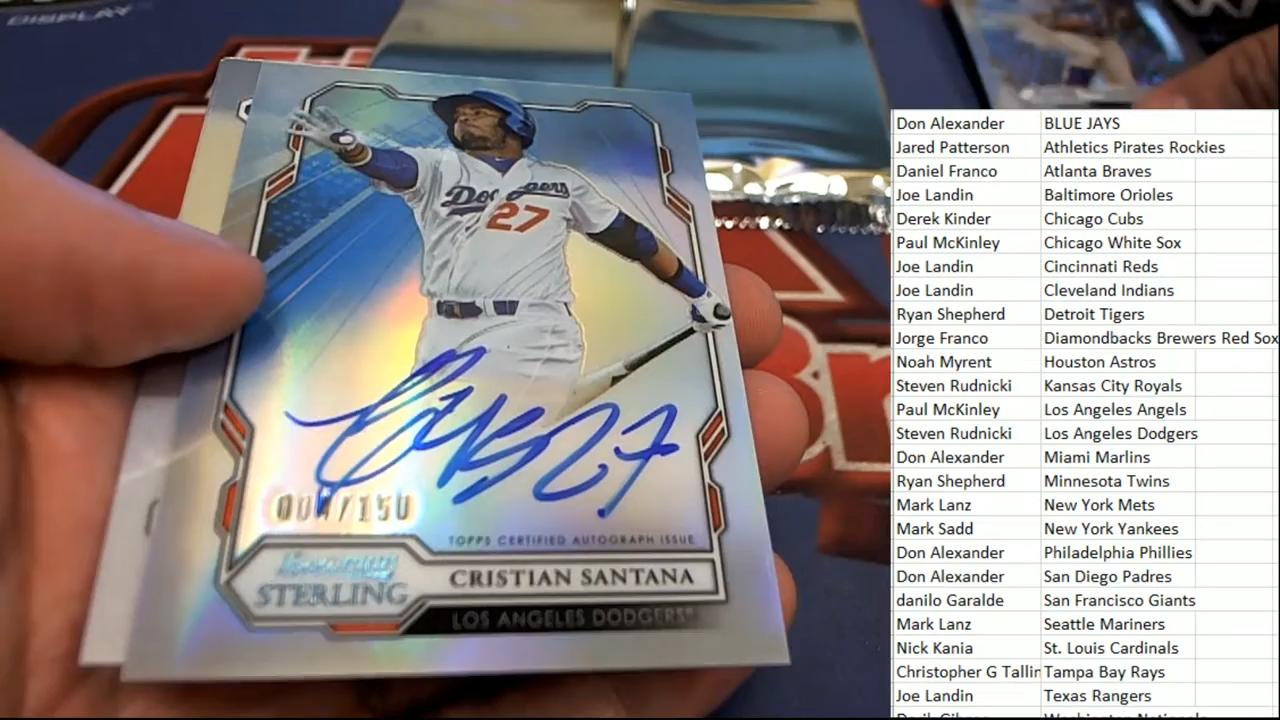 DISPLAY
Dodgers
27
/150
TOPPS CERTIFIED AUTOGRAPH ISSUE
Bowman
STERLING
CRISTIAN SANTANA
LOS ANGELES DODGERS
Don Alexander BLUE JAYS
Jared Patterson Athletics Pirates Rockies
Daniel Franco Atlanta Braves
Joe Landin Baltimore Orioles
Derek Kinder Chicago Cubs
Paul McKinley Chicago White Sox
Joe Landin Cincinnati Reds
Joe Landin Cleveland Indians
Ryan Shepherd Detroit Tigers
Jorge Franco Diamondbacks Brewers Red Sox
Noah Myrent Houston Astros
Steven Rudnicki Kansas City Royals
Paul McKinley Los Angeles Angels
Steven Rudnicki Los Angeles Dodgers
Don Alexander Miami Marlins
Ryan Shepherd Minnesota Twins
Mark Lanz New York Mets
Mark Sadd New York Yankees
Don Alexander Philadelphia Phillies
Don Alexander San Diego Padres
danilo Garalde San Francisco Giants
Mark Lanz Seattle Mariners
Nick Kania St. Louis Cardinals
Christopher G Tallin Tampa Bay Rays
Joe Landin Texas Rangers